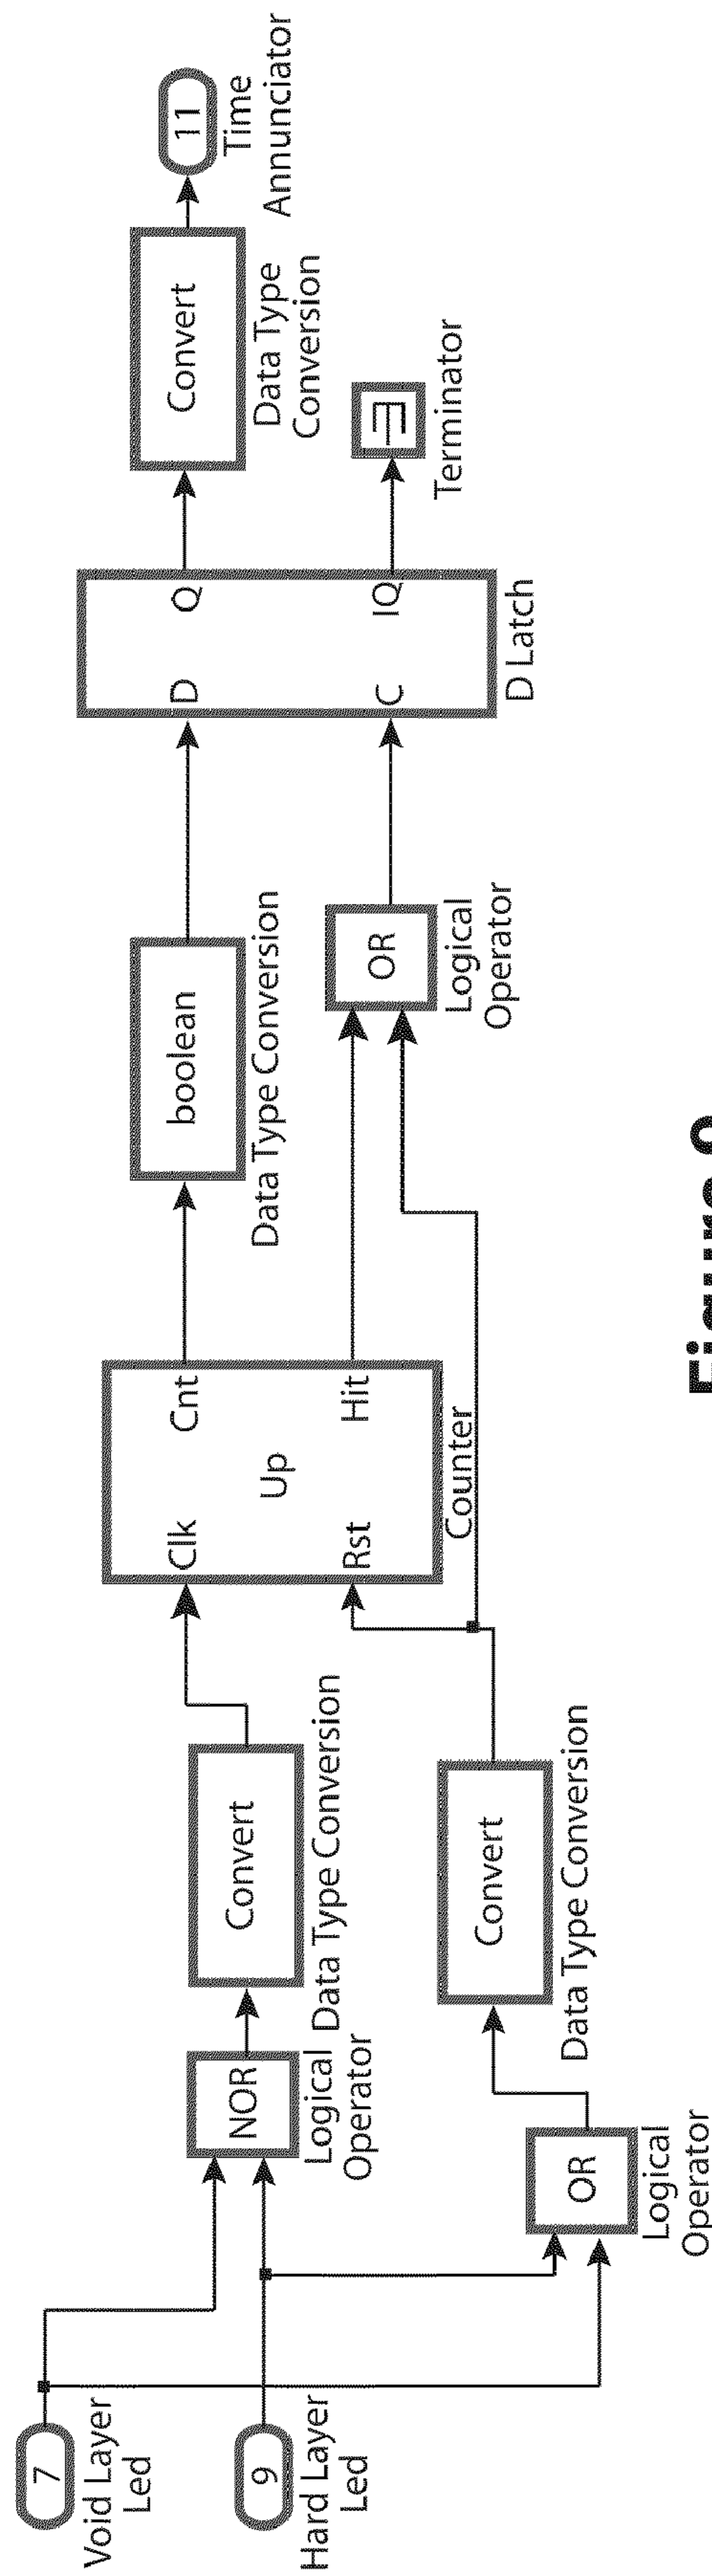 7
Void Layer
Led
9
Hard Layer
Led
NOR
Logical
Operator
OR
Logical
Operator
Convert
Data Type Conversion
Convert
Data Type Conversion
Clk
Cnt
Up
Rst
Hit
Counter
boolean
Data Type Conversion
OR
Logical
Operator
D
Q
C
IQ
D Latch
Convert
Data Type
Conversion
Terminator
11
Time
Annunciator
Figure